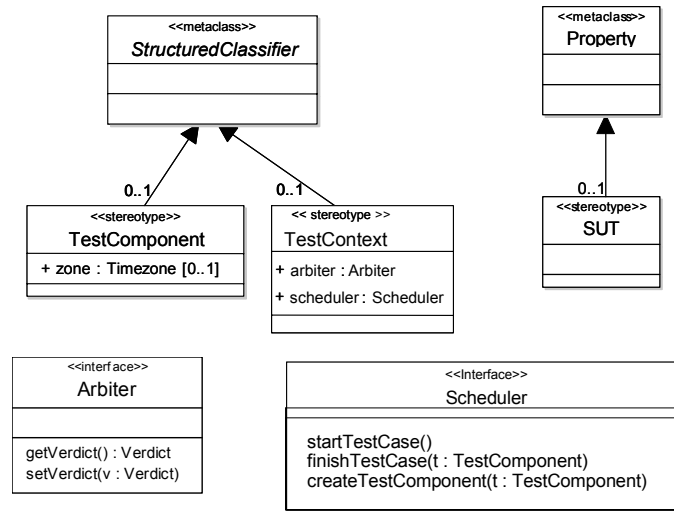 <<metaclass>>
StructuredClassifier
<<metaclass>>
Property
0..1
0..1
0..1
<<stereotype>>
TestComponent
+ zone : Timezone [0..1]
<< stereotype >>
TestContext
+ arbiter : Arbiter
+ scheduler : Scheduler
<<stereotype>>
SUT
<<interface>>
Arbiter
getVerdict() : Verdict
setVerdict(v : Verdict)
<<Interface>>
Scheduler
startTestCase()
finishTestCase(t : TestComponent)
createTestComponent(t : TestComponent)